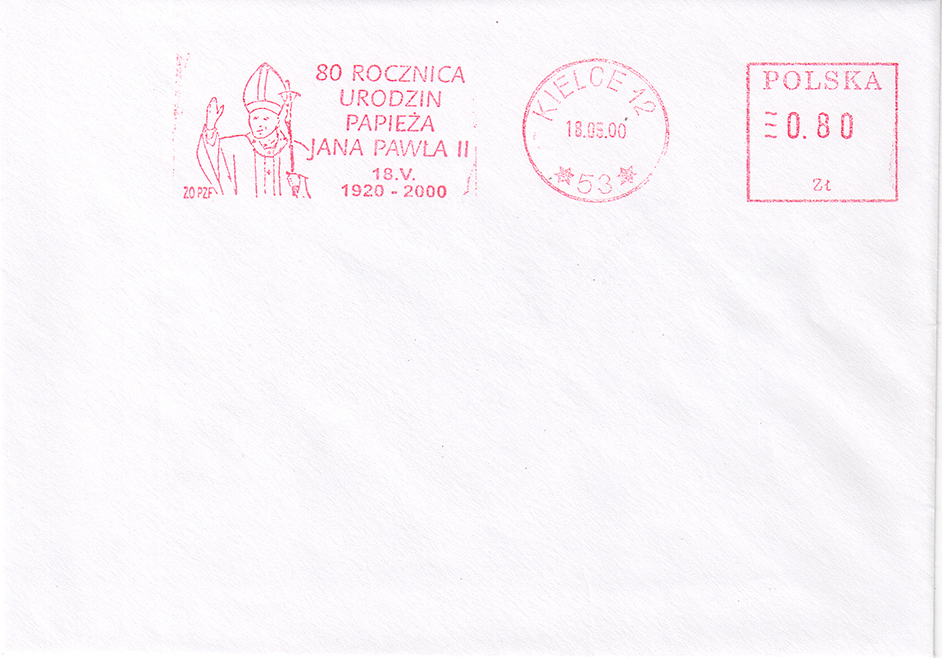 80 ROCZNICA
URODZIN
PAPIEŻA
JANA PAWŁA II
18.V.
1920 - 2000
ZO PZF
KIELCE 12
18.05.00
53
POLSKA
0.80
Zł